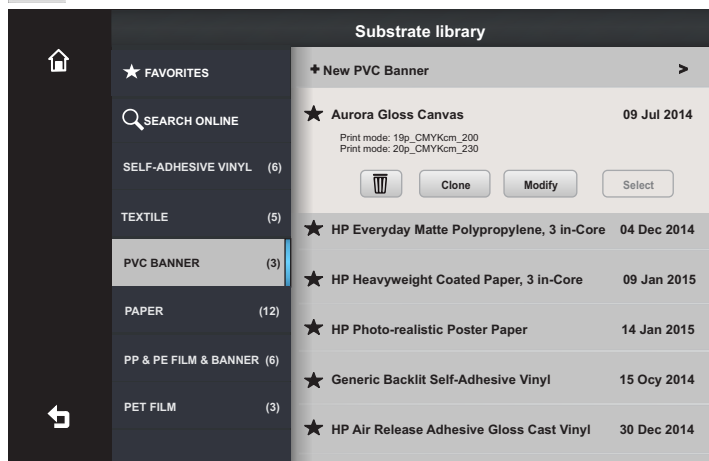 Substrate library
FAVORITES
SEARCH ONLINE
SELF-ADHESIVE VINYL (6)
TEXTILE (5)
PVC BANNER (3)
PAPER (12)
PP & PE FILM & BANNER (6)
PET FILM (3)
+ New PVC Banner >
Aurora Gloss Canvas 09 Jul 2014
Print mode: 19p_CMYKcm_200
Print mode: 20p_CMYKcm_230
Clone Modify Select
HP Everyday Matte Polypropylene, 3 in-Core 04 Dec 2014
HP Heavyweight Coated Paper, 3 in-Core 09 Jan 2015
HP Photo-realistic Poster Paper 14 Jan 2015
Generic Backlit Self-Adhesive Vinyl 15 Ocy 2014
HP Air Release Adhesive Gloss Cast Vinyl 30 Dec 2014